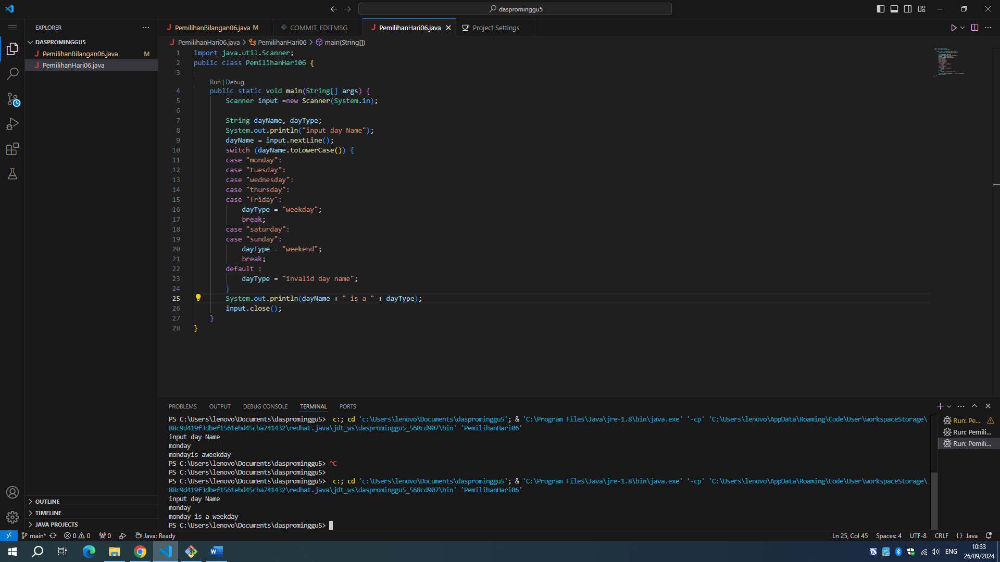 dasprominggu5
EXPLORER
DASPROMINGGU5
PemilihanBilangan06.java M
PemilihanHari06.java
OUTLINE
TIMELINE
JAVA PROJECTS
PemilihanBilangan06.java M
COMMIT_EDITMSG
PemilihanHari06.java
Project Settings
PemilihanHari06.java > PemilihanHari06 > main(String[])
1 import java.util.Scanner;
2 public class PemilihanHari06 {
3
Run | Debug
4 public static void main(String[] args) {
5 Scanner input =new Scanner(System.in);
6
7 String dayName, dayType;
8 System.out.println("input day Name");
9 dayName = input.nextLine();
10 switch (dayName.toLowerCase()) {
11 case "monday":
12 case "tuesday":
13 case "wednesday":
14 case "thursday":
15 case "friday":
16 dayType = "weekday";
17 break;
18 case "saturday":
19 case "sunday":
20 dayType = "weekend";
21 break;
22 default :
23 dayType = "invalid day name";
24 }
25 System.out.println(dayName + " is a " + dayType);
26 input.close();
27 }
28 }
PROBLEMS OUTPUT DEBUG CONSOLE TERMINAL PORTS
PS C:\Users\lenovo\Documents\dasprominggu5>  c:; cd 'c:\Users\lenovo\Documents\dasprominggu5'; & 'C:\Program Files\Java\jre-1.8\bin\java.exe' '-cp' 'C:\Users\lenovo\AppData\Roaming\Code\User\workspaceStorage\
88c9d419f3dbef1561ebd45cba741432\redhat.java\jdt_ws\dasprominggu5_568cd907\bin' 'PemilihanHari06'
input day Name
monday
mondayis aweekday
PS C:\Users\lenovo\Documents\dasprominggu5> ^C
PS C:\Users\lenovo\Documents\dasprominggu5>
PS C:\Users\lenovo\Documents\dasprominggu5>  c:; cd 'c:\Users\lenovo\Documents\dasprominggu5'; & 'C:\Program Files\Java\jre-1.8\bin\java.exe' '-cp' 'C:\Users\lenovo\AppData\Roaming\Code\User\workspaceStorage\
88c9d419f3dbef1561ebd45cba741432\redhat.java\jdt_ws\dasprominggu5_568cd907\bin' 'PemilihanHari06'
input day Name
monday
monday is a weekday
PS C:\Users\lenovo\Documents\dasprominggu5>
Run: Pe...
Run: Pemili...
Run: Pemili...
main* 0 0 0 Java: Ready
Ln 25, Col 45 Spaces: 4 UTF-8 CRLF {} Java
ENG
10:33
26/09/2024